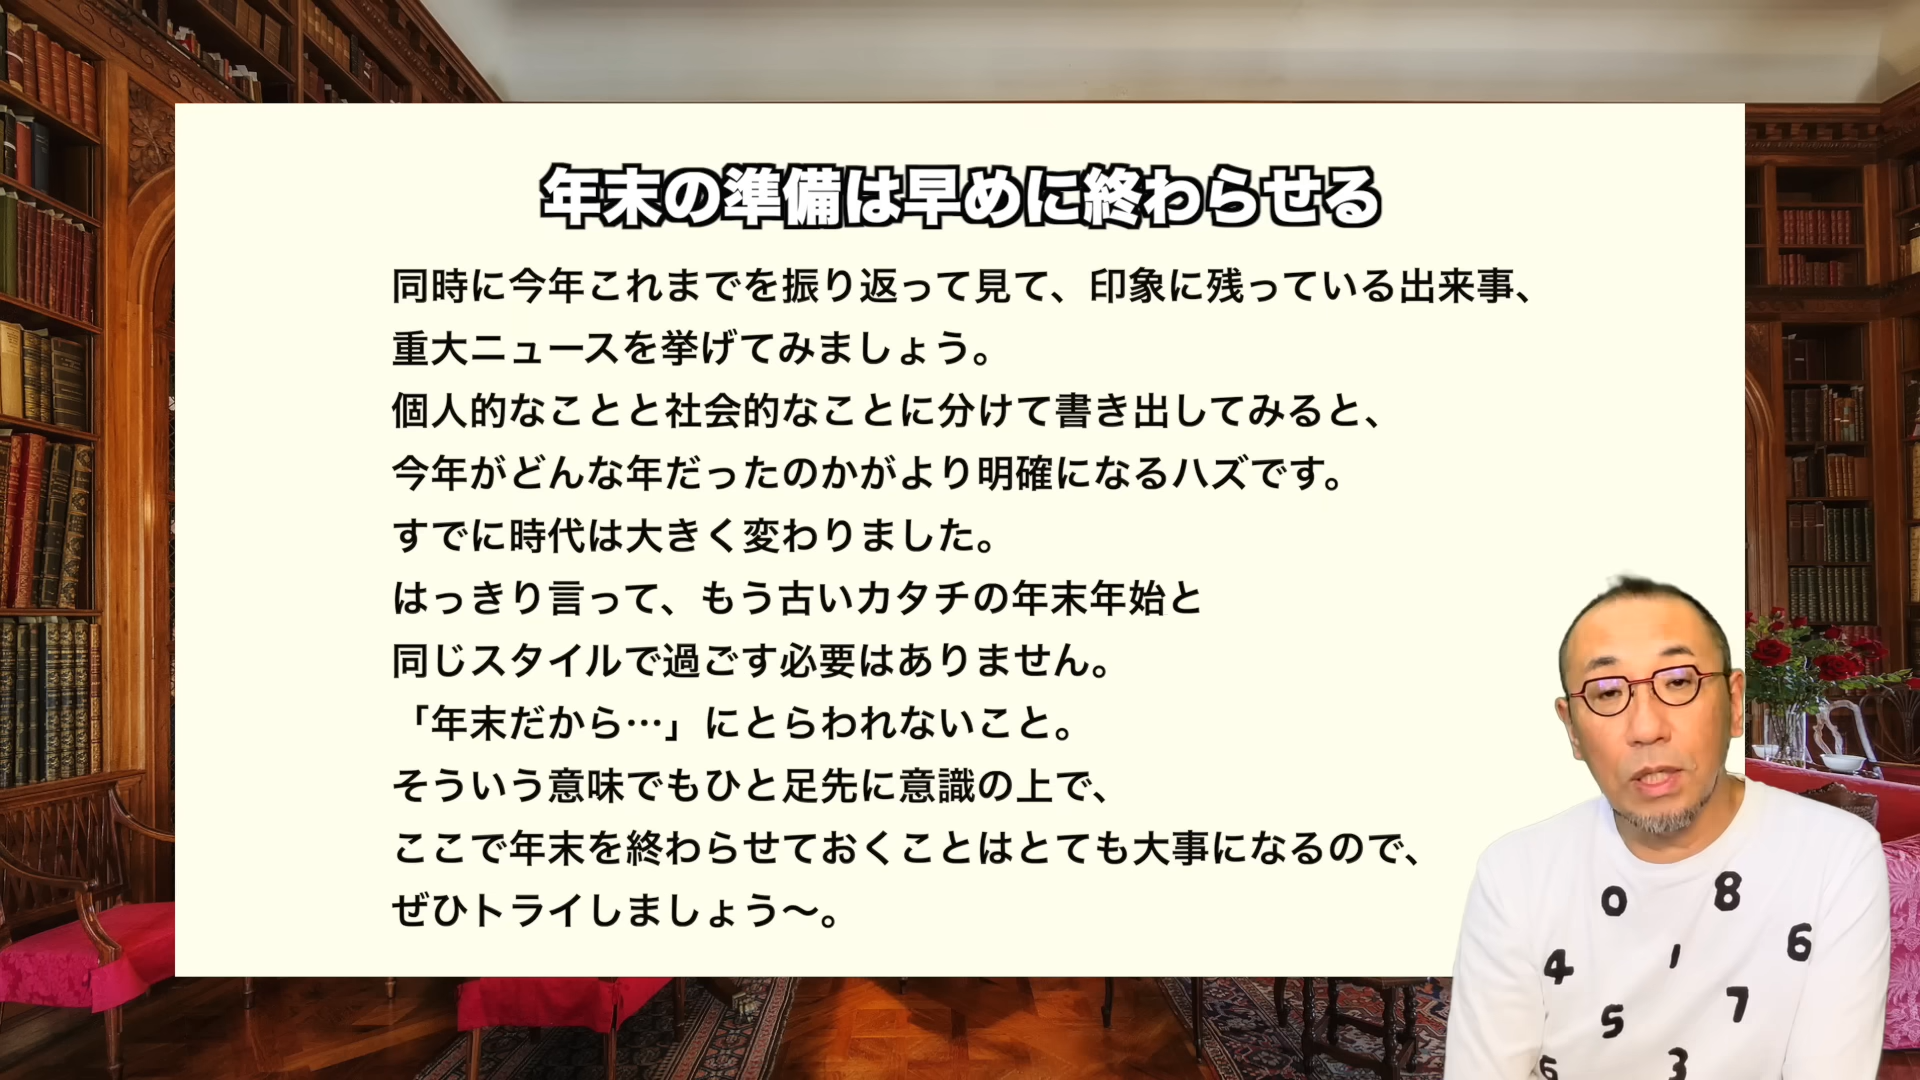 年末の準備は早めに終わらせる
同時に今年これまでを振り返って見て、印象に残っている出来事、
重大ニュースを挙げてみましょう。
個人的なことと社会的なことに分けて書き出してみると、
今年がどんな年だったのかがより明確になるハズです。
すでに時代は大きく変わりました。
はっきり言って、もう古いカタチの年末年始と
同じスタイルで過ごす必要はありません。
「年末だから…」にとらわれないこと。
そういう意味でもひと足先に意識の上で、
ここで年末を終わらせておくことはとても大事になるので、
ぜひトライしましょう〜。
0 8
4 1 6
5 7
6 3